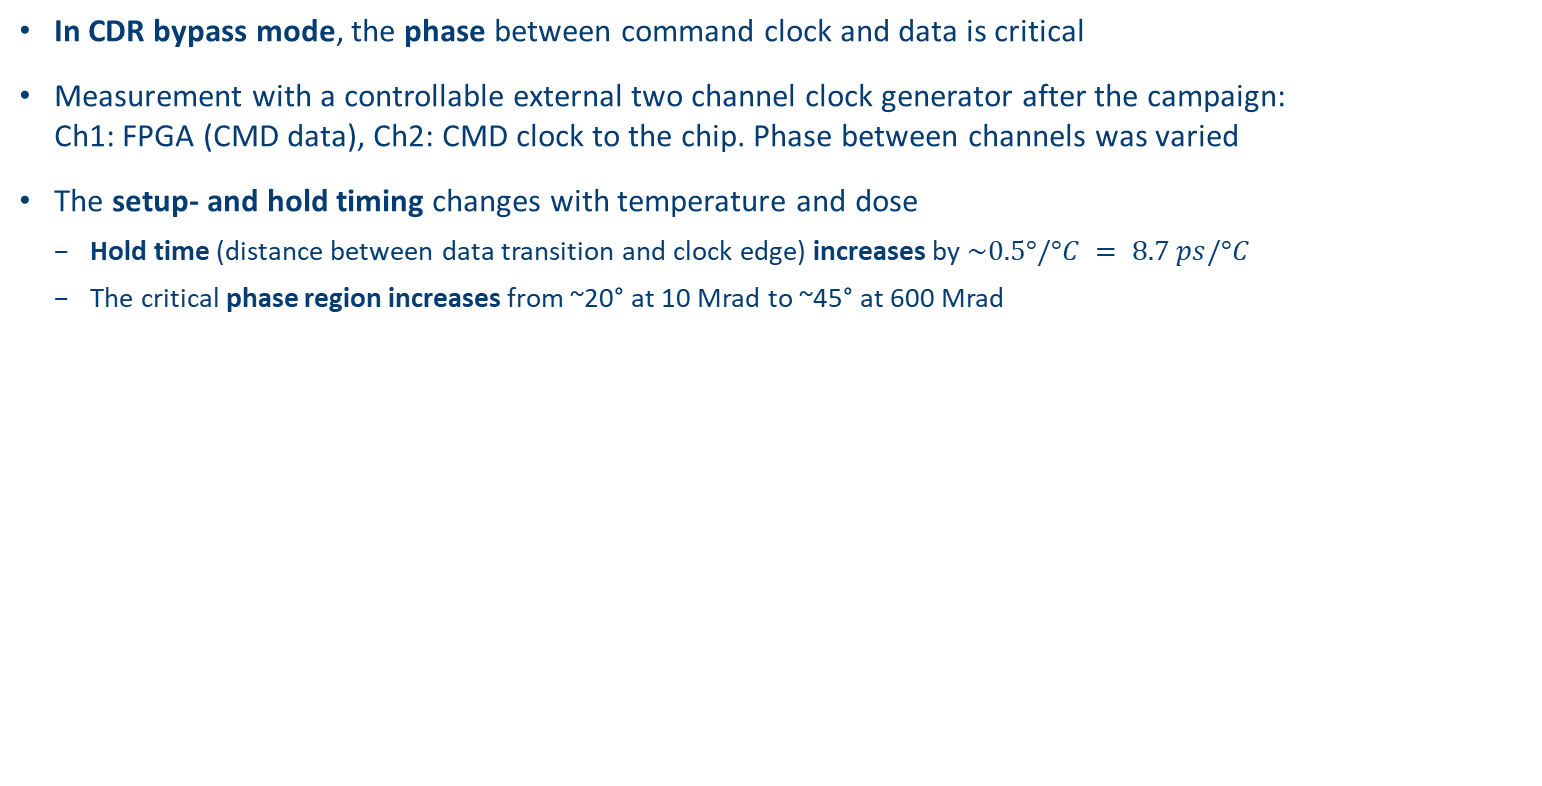 • In CDR bypass mode, the phase between command clock and data is critical
• Measurement with a controllable external two channel clock generator after the campaign:
Ch1: FPGA (CMD data), Ch2: CMD clock to the chip. Phase between channels was varied
• The setup- and hold timing changes with temperature and dose
− Hold time (distance between data transition and clock edge) increases by ~0.5°/°C = 8.7 ps/°C
− The critical phase region increases from ~20° at 10 Mrad to ~45° at 600 Mrad